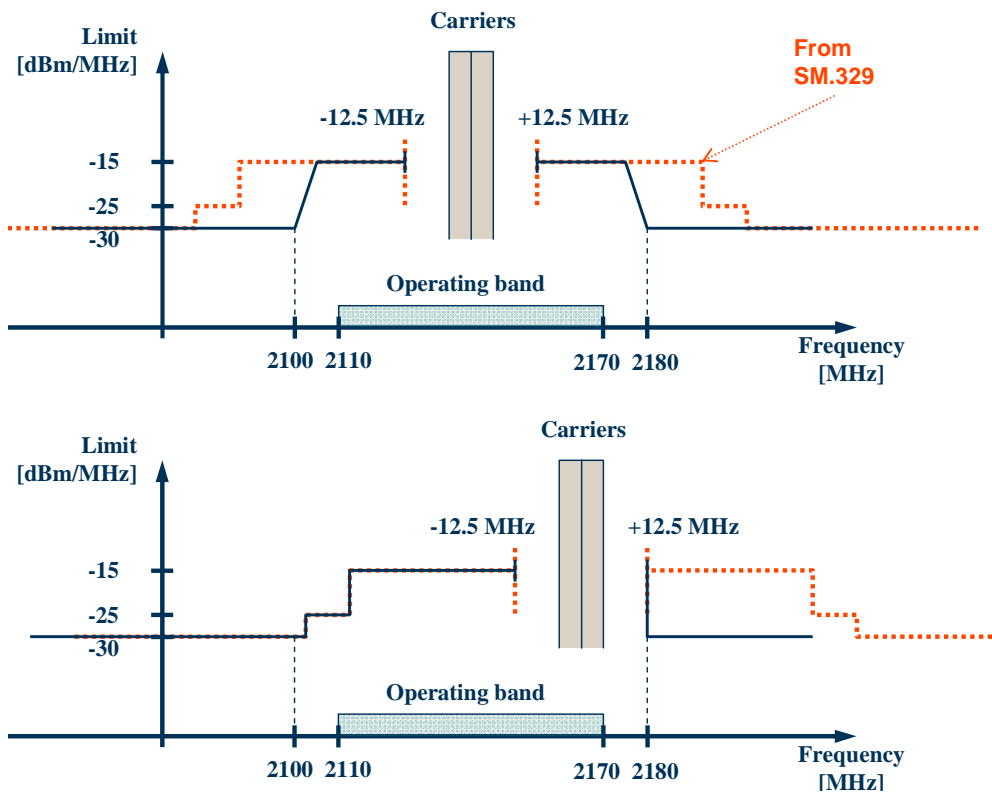 Carriers
Limit
[dBm/MHz]
From
SM.329
-12.5 MHz
+12.5 MHz
-15
-25
-30
Operating band
2100
2110
2170
2180
Frequency
[MHz]
Carriers
Limit
[dBm/MHz]
-12.5 MHz
+12.5 MHz
-15
-25
-30
Operating band
2100
2110
2170
2180
Frequency
[MHz]